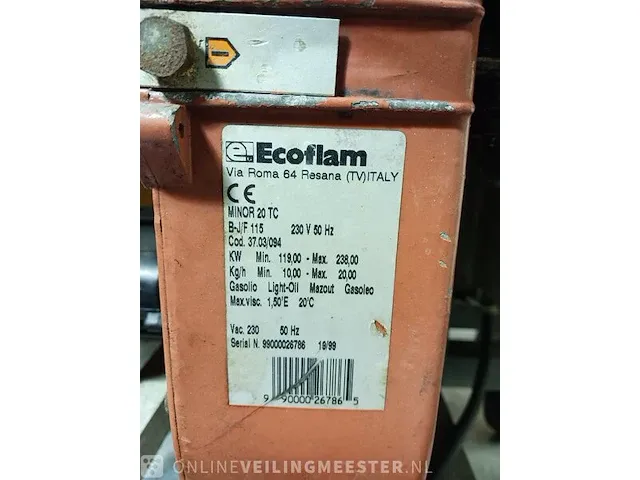 Ecoflam
Via Roma 64 Resana (TV) ITALY
CE
MINOR 20 TC
B-J/F 115 230 V 50 Hz
Cod. 37.03/094
KW Min. 119,00 - Max. 238,00
Kg/h Min. 10,00 - Max. 20,00
Gasolio Light-Oil Mazout Gasoleo
Max.visc. 1,50°E 20°C
Vac. 230 50 Hz
Serial N. 99000026786 19/99
9 90000 26786 5
ONLINEVEILINGMEESTER.NL